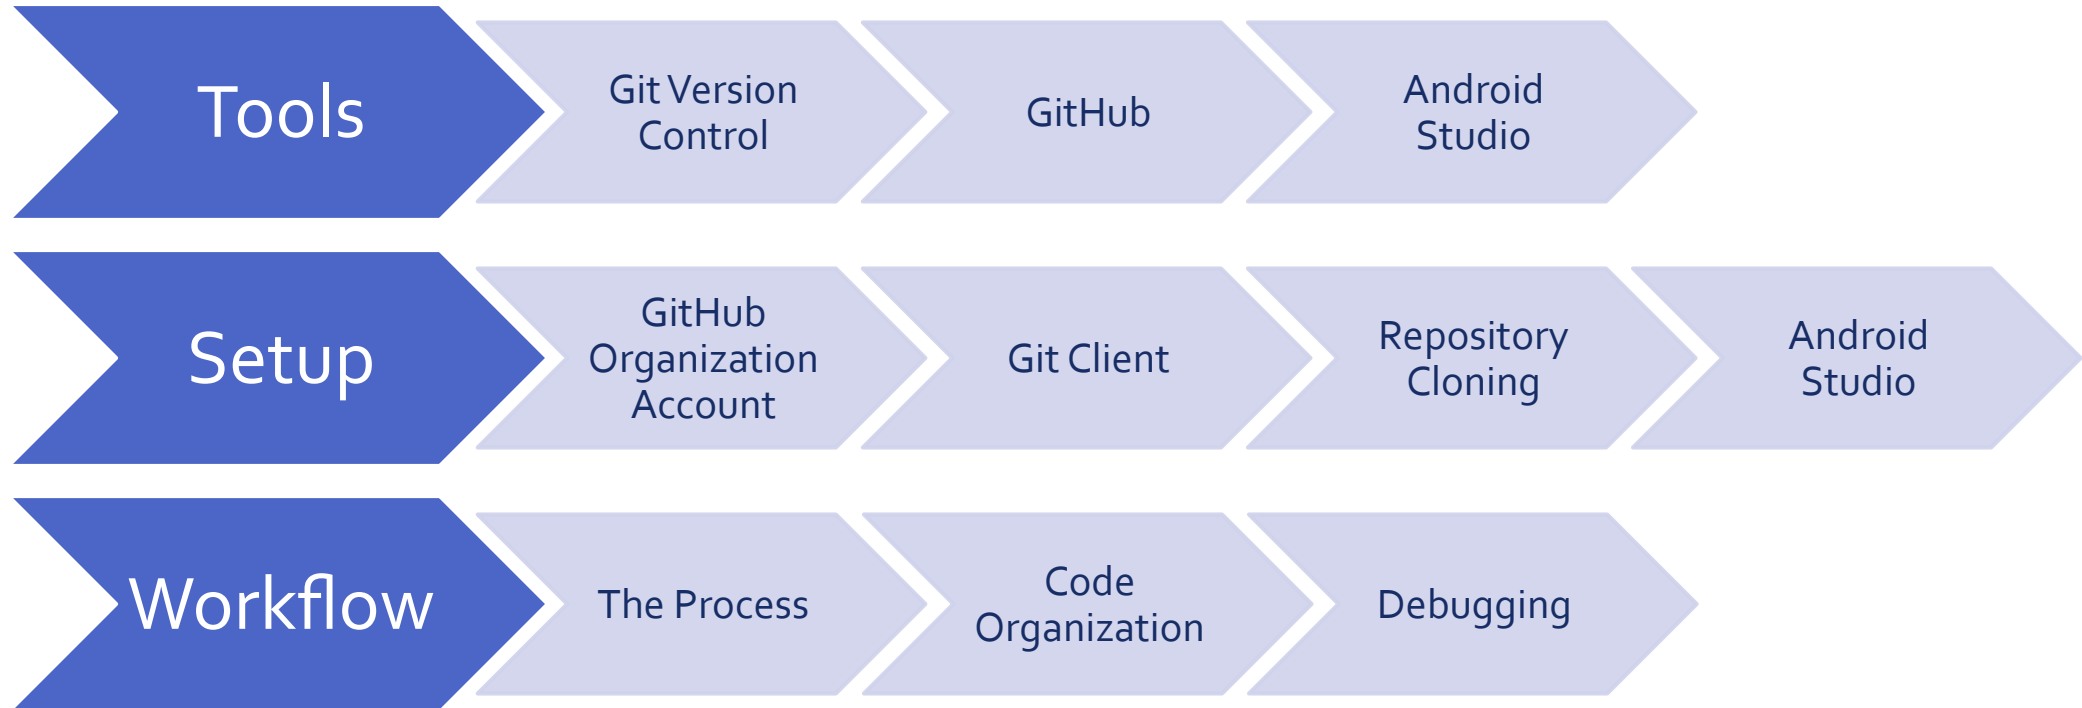 Tools
Git Version
Control
GitHub
Android
Studio
Setup
GitHub
Organization
Account
Git Client
Repository
Cloning
Android
Studio
Workflow
The Process
Code
Organization
Debugging